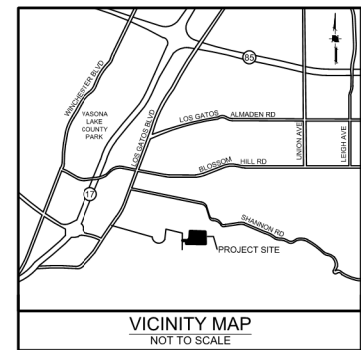 85
WINCHESTER BLVD
YASONA
LAKE
COUNTY
PARK
LOS GATOS BLVD
LOS GATOS ALMADEN RD
UNION AVE
LEIGH AVE
BLOSSOM HILL RD
17
SHANNON RD
PROJECT SITE
VICINITY MAP
NOT TO SCALE